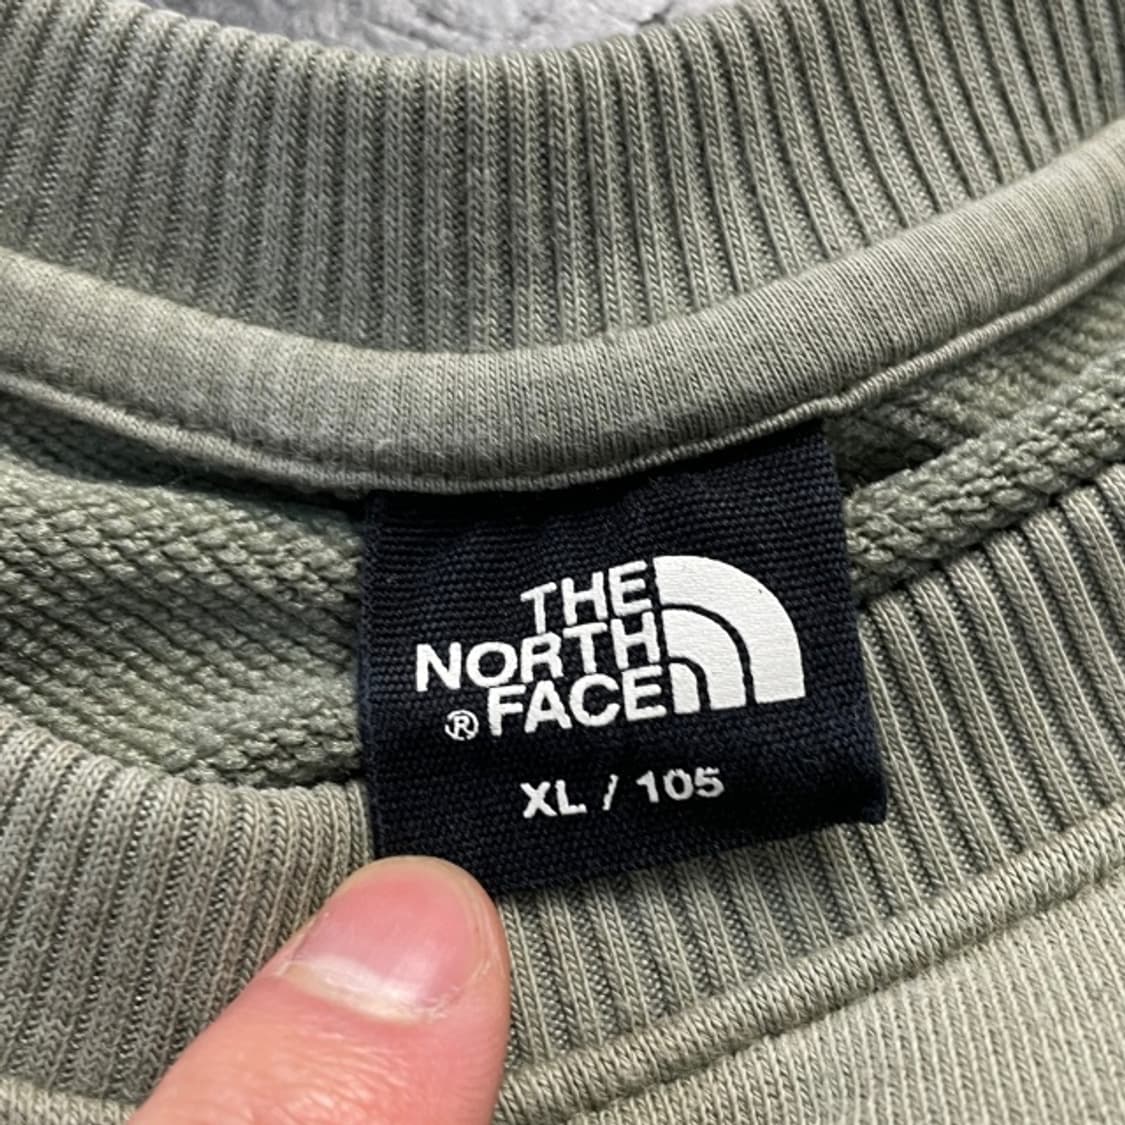 THE
NORTH
® FACE
XL / 105